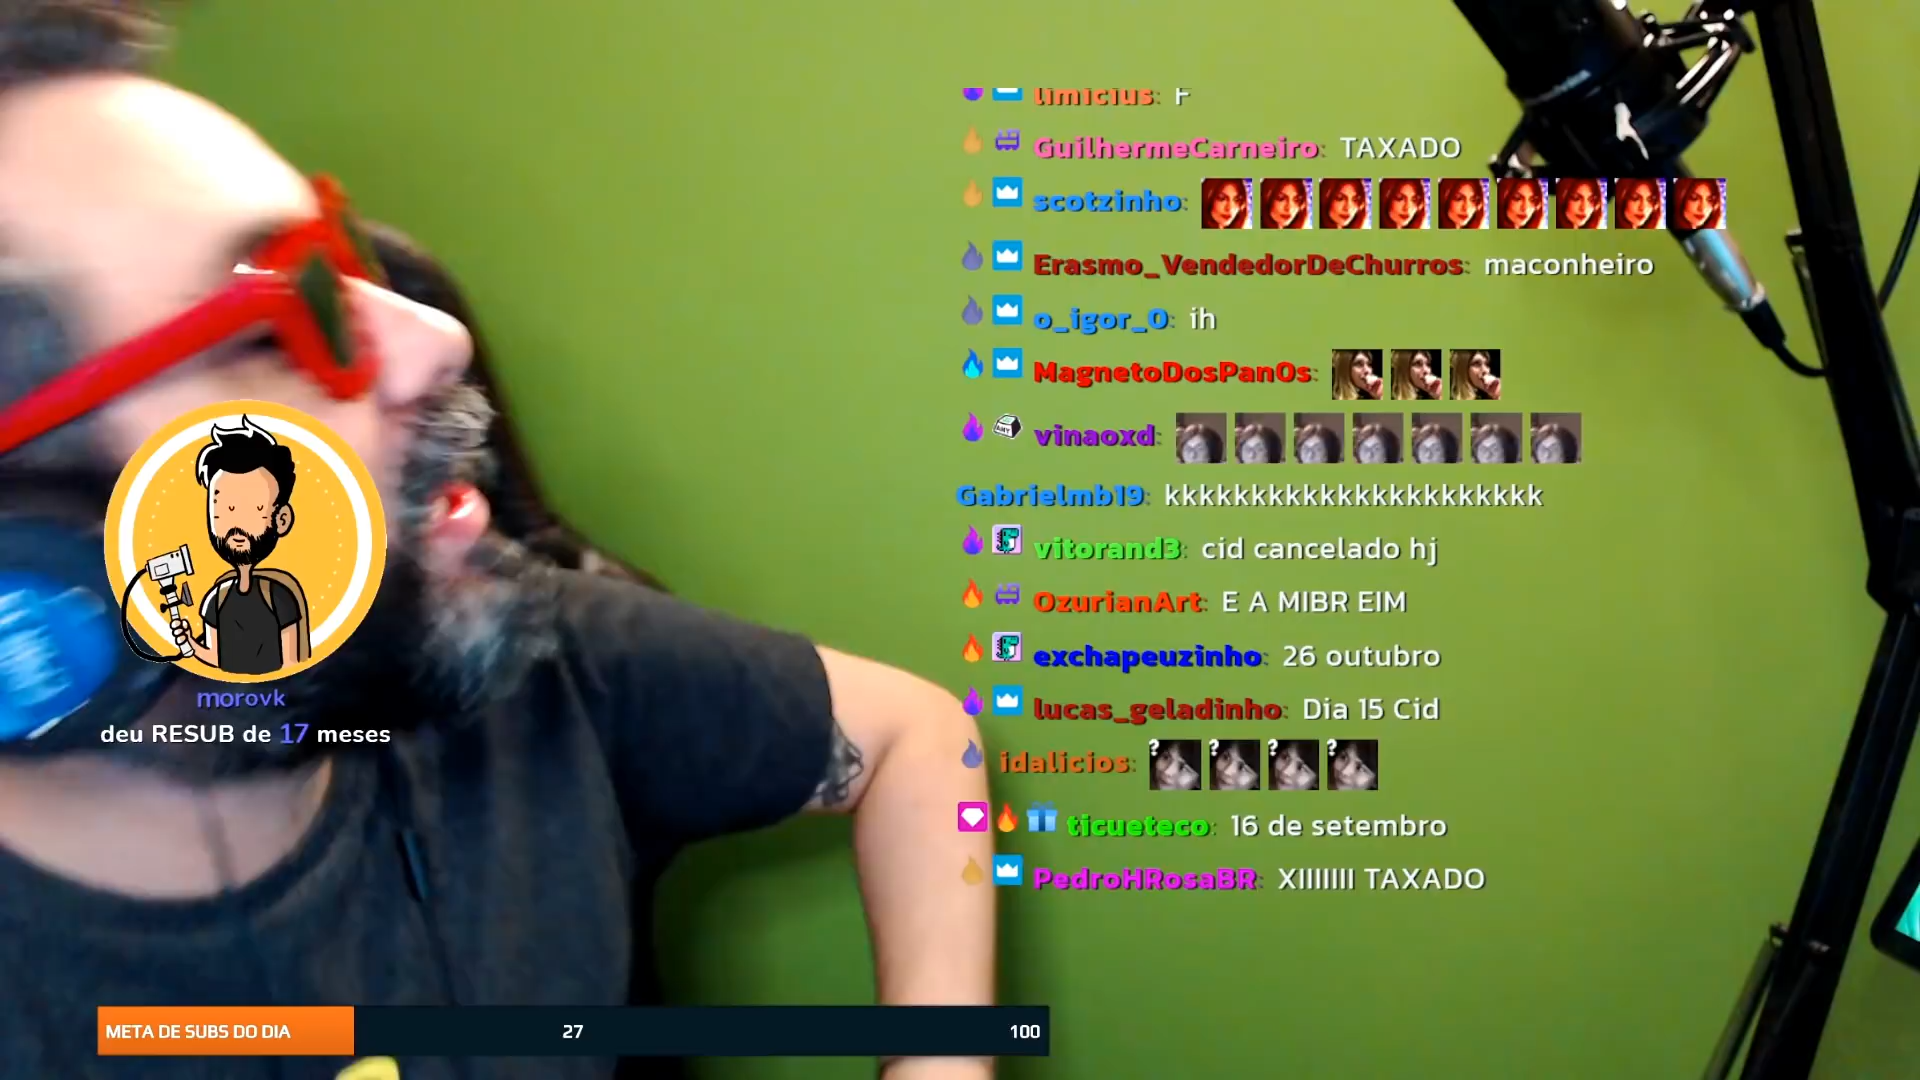 limicius: F
GuilhermeCarneiro: TAXADO
scotzinho:
Erasmo_VendedorDeChurros: maconheiro
o_igor_0: ih
MagnetoDosPanOs:
vinaoxd:
Gabrielmb19: kkkkkkkkkkkkkkkkkkkkkk
vitorand3: cid cancelado hj
OzurianArt: E A MIBR EIM
exchapeuzinho: 26 outubro
lucas_geladinho: Dia 15 Cid
idalicios:
ticueteco: 16 de setembro
PedroHRosaBR: XIIIIIII TAXADO
morovk
deu RESUB de 17 meses
META DE SUBS DO DIA 27 100